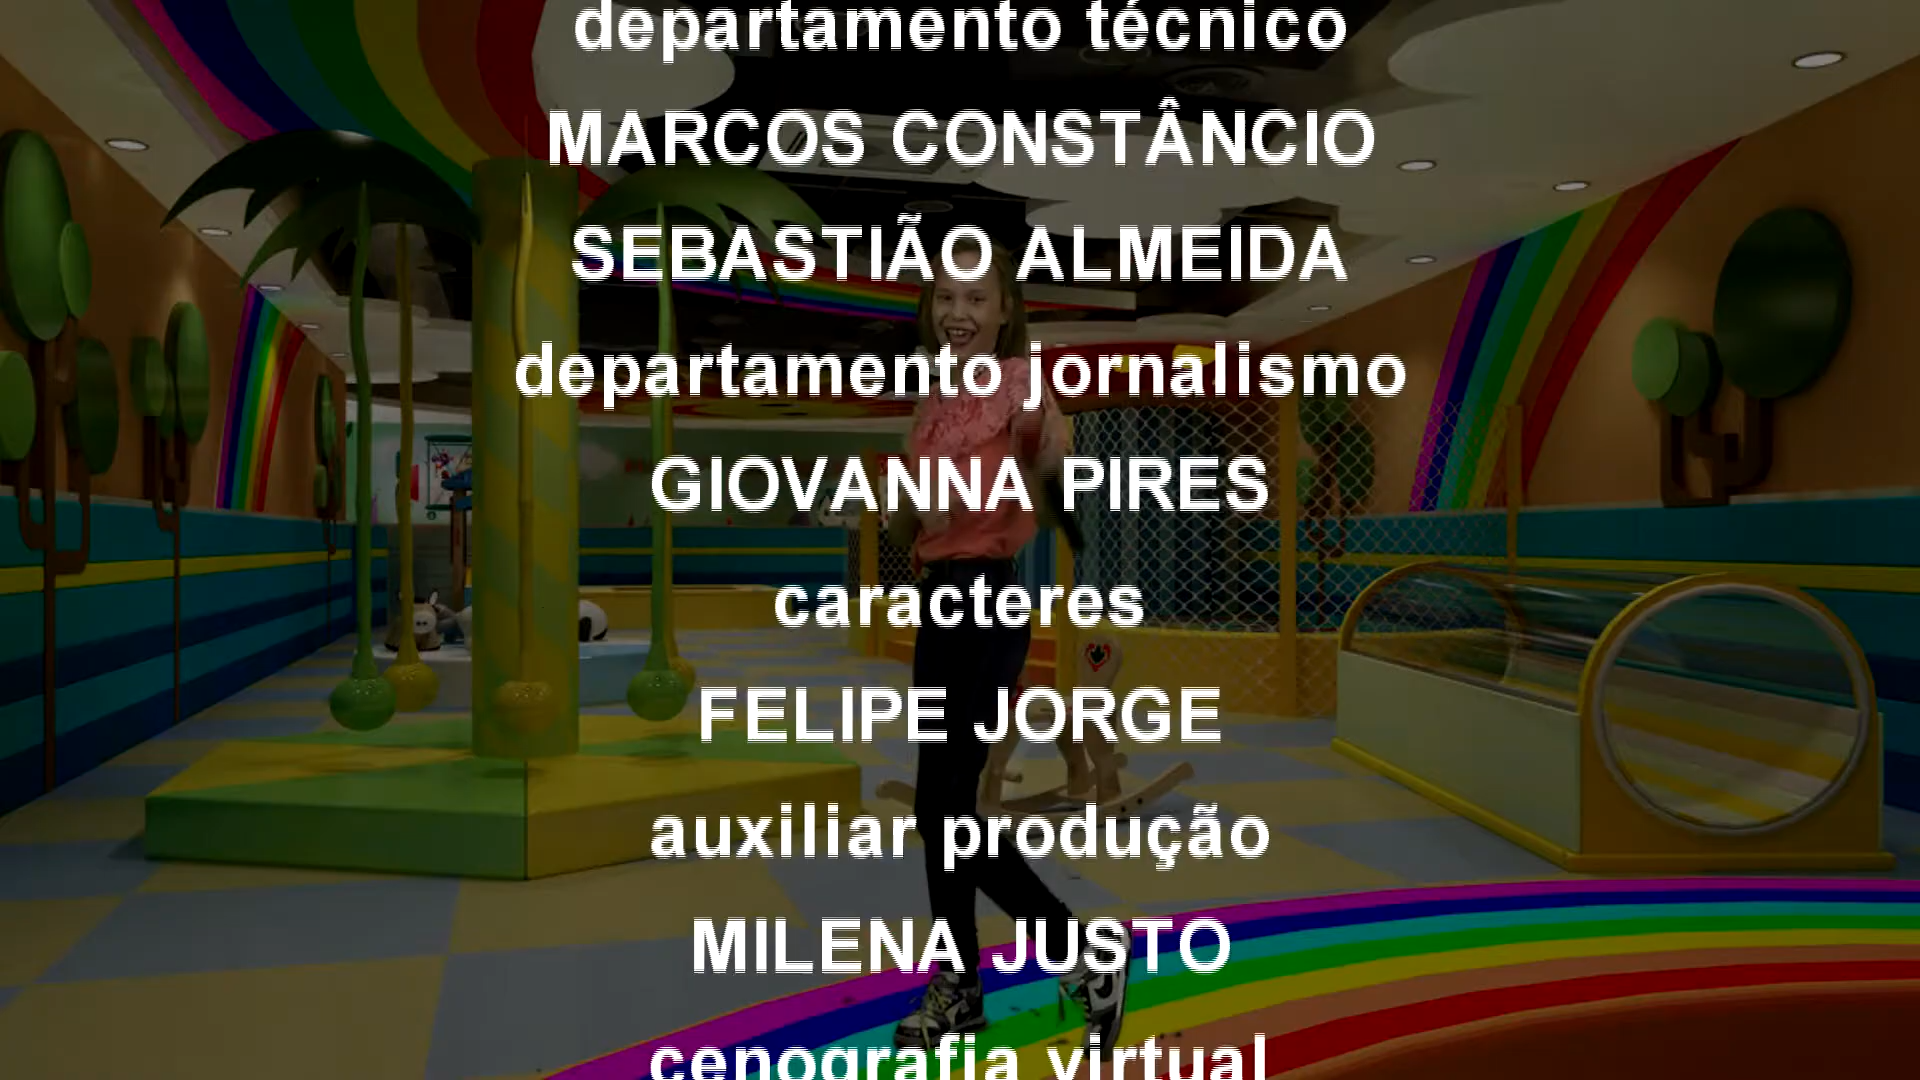 departamento técnico
MARCOS CONSTÂNCIO
SEBASTIÃO ALMEIDA
departamento jornalismo
GIOVANNA PIRES
caracteres
FELIPE JORGE
auxiliar produção
MILENA JUSTO
cenografia virtual